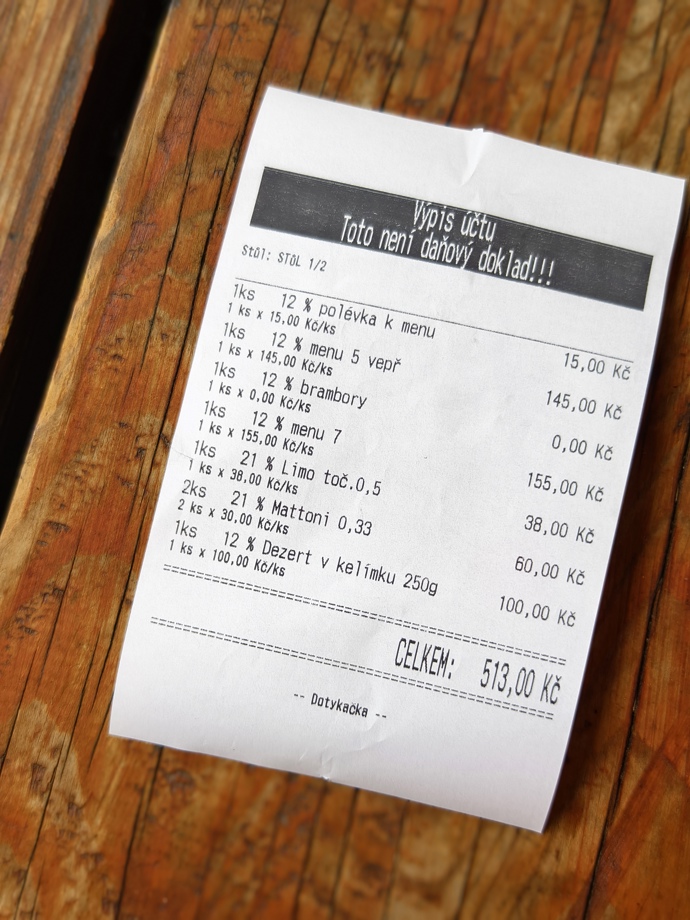 Výpis účtu
Toto není daňový doklad!!!
Stůl: STŮL 1/2
1ks 12 % polévka k menu 15,00 Kč
1 ks x 15,00 Kč/ks
1ks 12 % menu 5 vepř 145,00 Kč
1 ks x 145,00 Kč/ks
1ks 12 % brambory 0,00 Kč
1 ks x 0,00 Kč/ks
1ks 12 % menu 7 155,00 Kč
1 ks x 155,00 Kč/ks
1ks 21 % Limo toč.0,5 38,00 Kč
1 ks x 38,00 Kč/ks
2ks 21 % Mattoni 0,33 60,00 Kč
2 ks x 30,00 Kč/ks
1ks 12 % Dezert v kelímku 250g 100,00 Kč
1 ks x 100,00 Kč/ks
CELKEM: 513,00 Kč
-- Dotykačka --